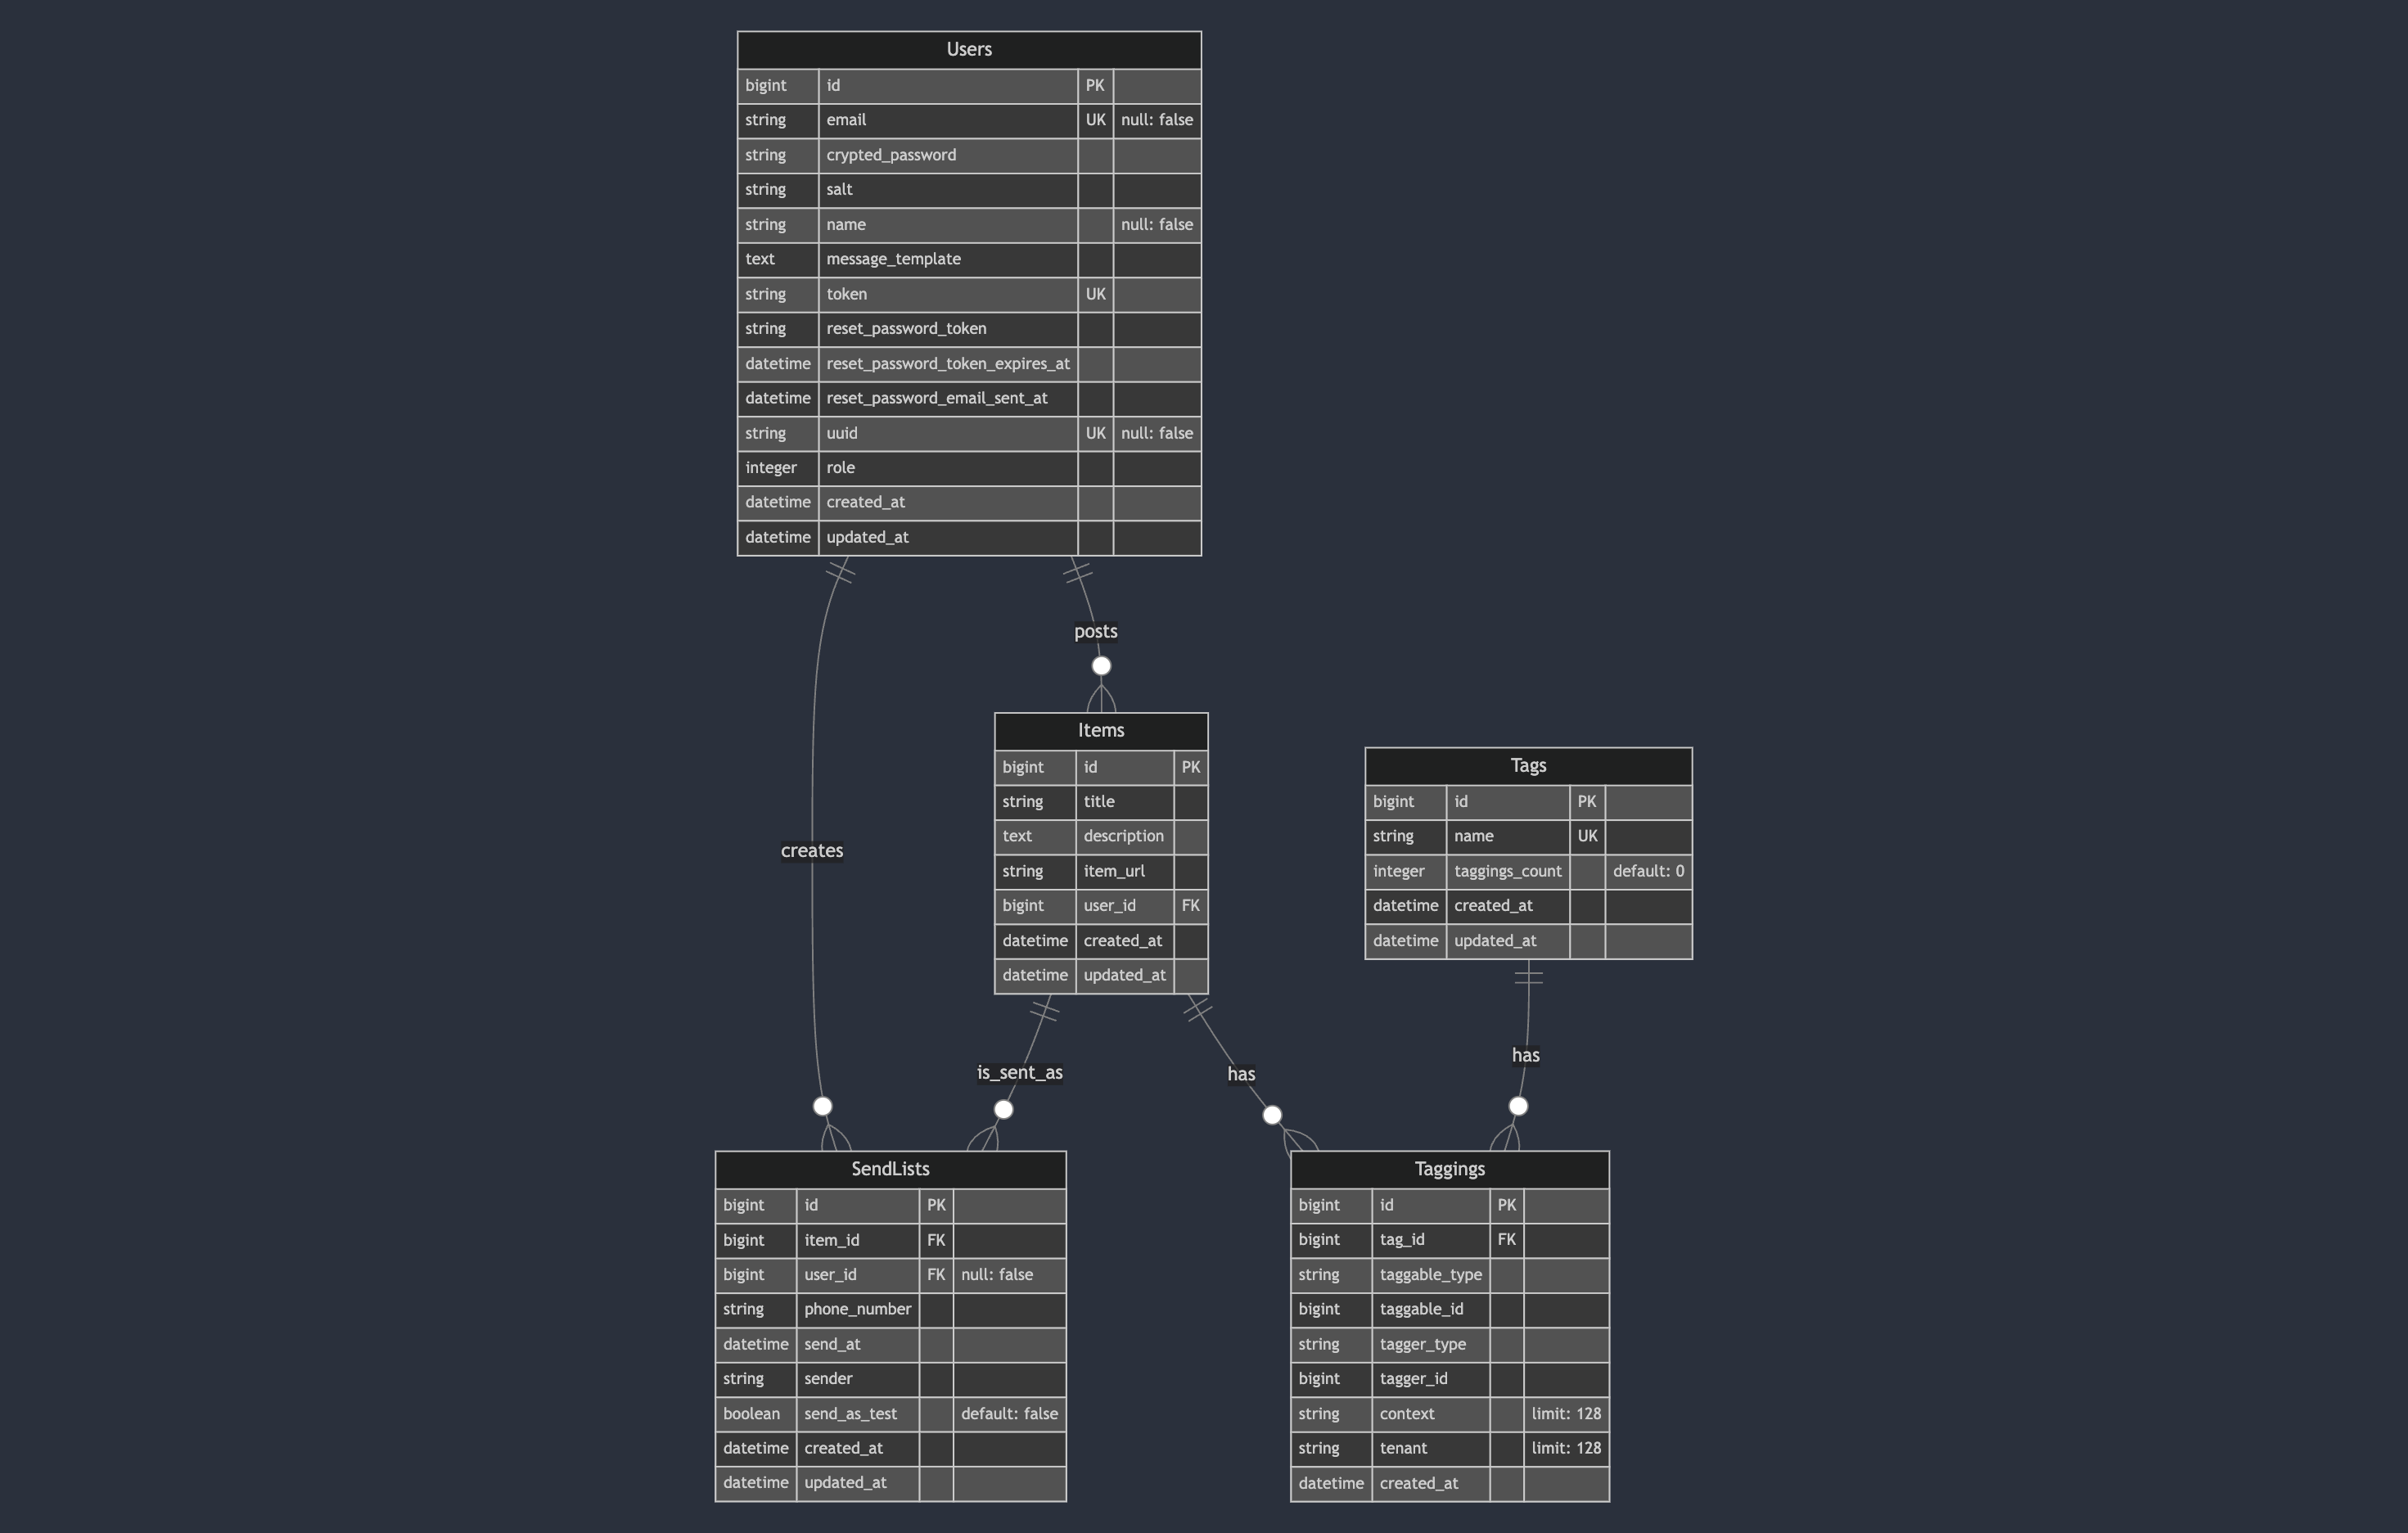 Users
bigint id PK
string email UK null: false
string crypted_password
string salt
string name null: false
text message_template
string token UK
string reset_password_token
datetime reset_password_token_expires_at
datetime reset_password_email_sent_at
string uuid UK null: false
integer role
datetime created_at
datetime updated_at
posts
Items
bigint id PK
string title
text description
string item_url
bigint user_id FK
datetime created_at
datetime updated_at
Tags
bigint id PK
string name UK
integer taggings_count default: 0
datetime created_at
datetime updated_at
creates
is_sent_as
has
has
SendLists
bigint id PK
bigint item_id FK
bigint user_id FK null: false
string phone_number
datetime send_at
string sender
boolean send_as_test default: false
datetime created_at
datetime updated_at
Taggings
bigint id PK
bigint tag_id FK
string taggable_type
bigint taggable_id
string tagger_type
bigint tagger_id
string context limit: 128
string tenant limit: 128
datetime created_at